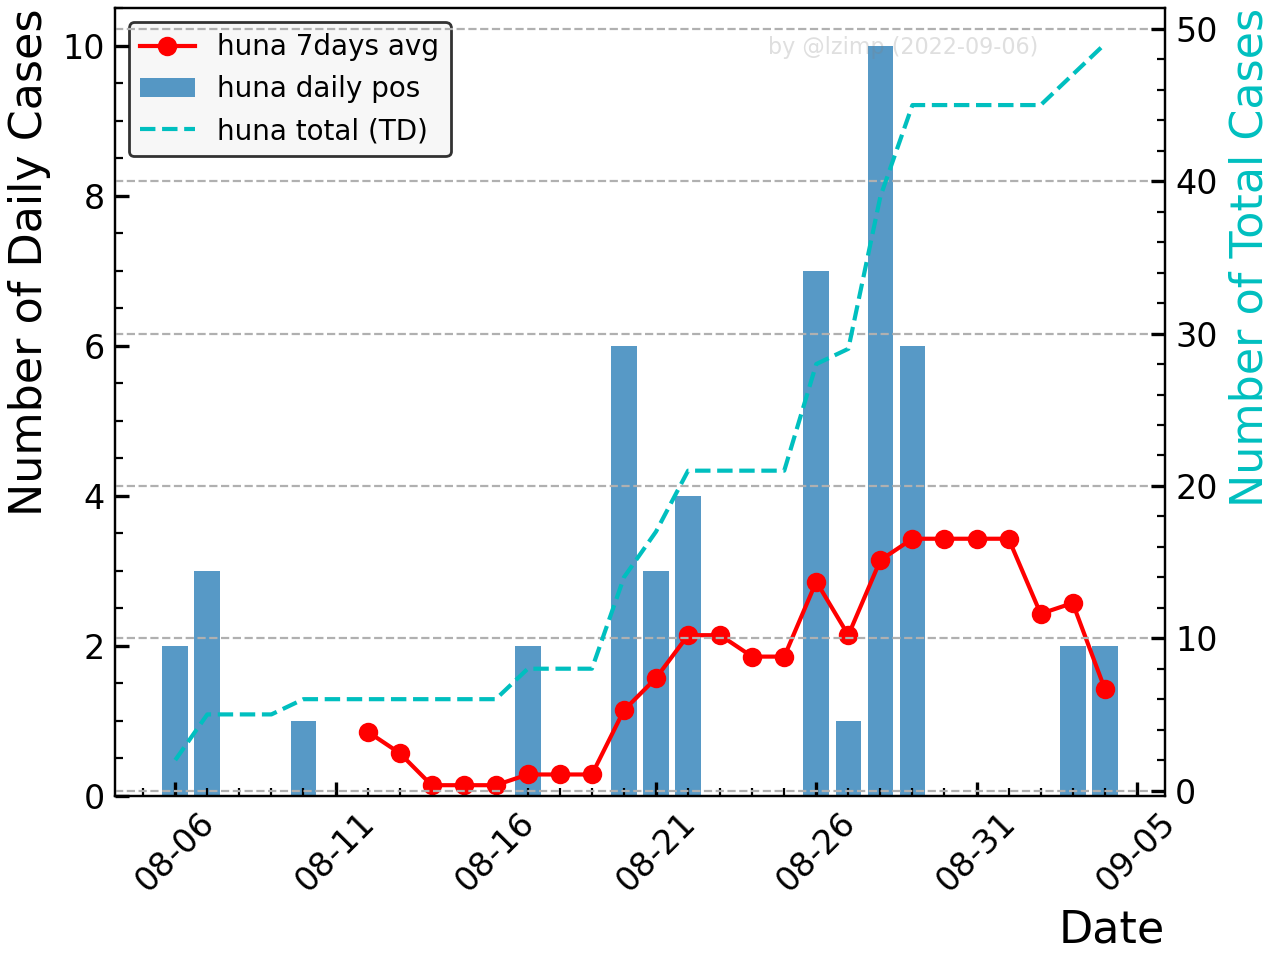 huna 7days avg
huna daily pos
huna total (TD)
by @lzimp (2022-09-06)
Number of Daily Cases
Number of Total Cases
10
8
6
4
2
0
50
40
30
20
10
0
08-06
08-11
08-16
08-21
08-26
08-31
09-05
Date